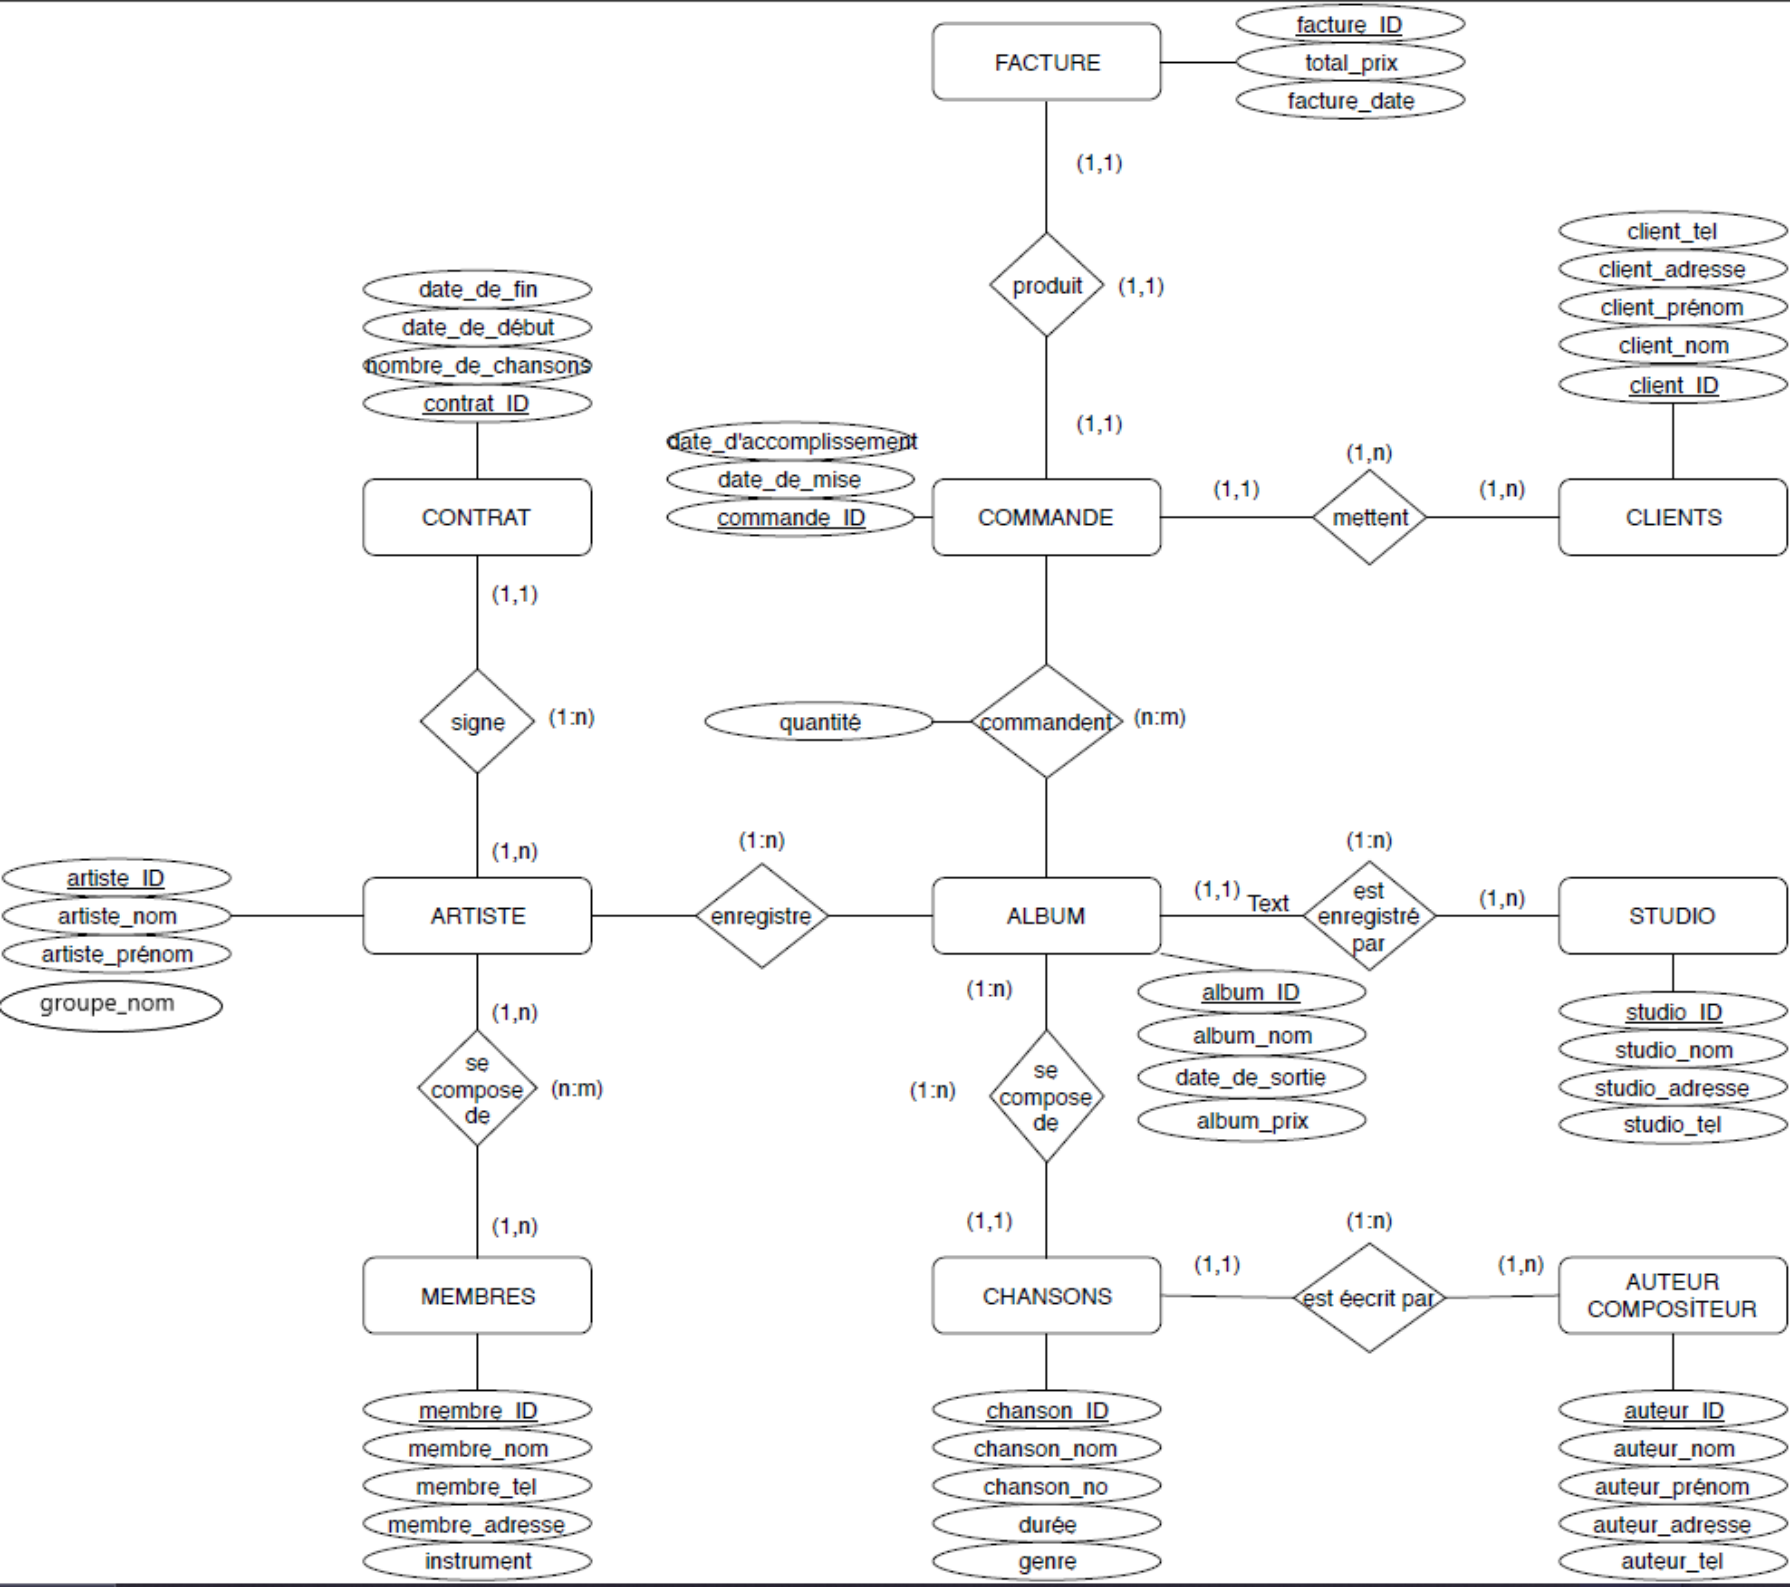 facture_ID
FACTURE
total_prix
facture_date
(1,1)
produit
(1,1)
(1,1)
client_tel
client_adresse
client_prénom
client_nom
client_ID
date_de_fin
date_de_début
nombre_de_chansons
contrat_ID
date_d'accomplissement
date_de_mise
commande_ID
CONTRAT
COMMANDE
(1,1)
(1,n)
mettent
(1,n)
CLIENTS
(1,1)
signe
(1:n)
quantité
commandent
(n:m)
(1,n)
artiste_ID
artiste_nom
artiste_prénom
groupe_nom
ARTISTE
(1:n)
enregistre
ALBUM
(1,1)
Text
(1:n)
est
enregistré
par
(1,n)
STUDIO
(1,n)
se
compose
de
(n:m)
(1,n)
(1:n)
(1:n)
se
compose
de
(1,1)
album_ID
album_nom
date_de_sortie
album_prix
studio_ID
studio_nom
studio_adresse
studio_tel
MEMBRES
CHANSONS
(1,1)
(1:n)
est éecrit par
(1,n)
AUTEUR
COMPOSİTEUR
membre_ID
membre_nom
membre_tel
membre_adresse
instrument
chanson_ID
chanson_nom
chanson_no
durée
genre
auteur_ID
auteur_nom
auteur_prénom
auteur_adresse
auteur_tel